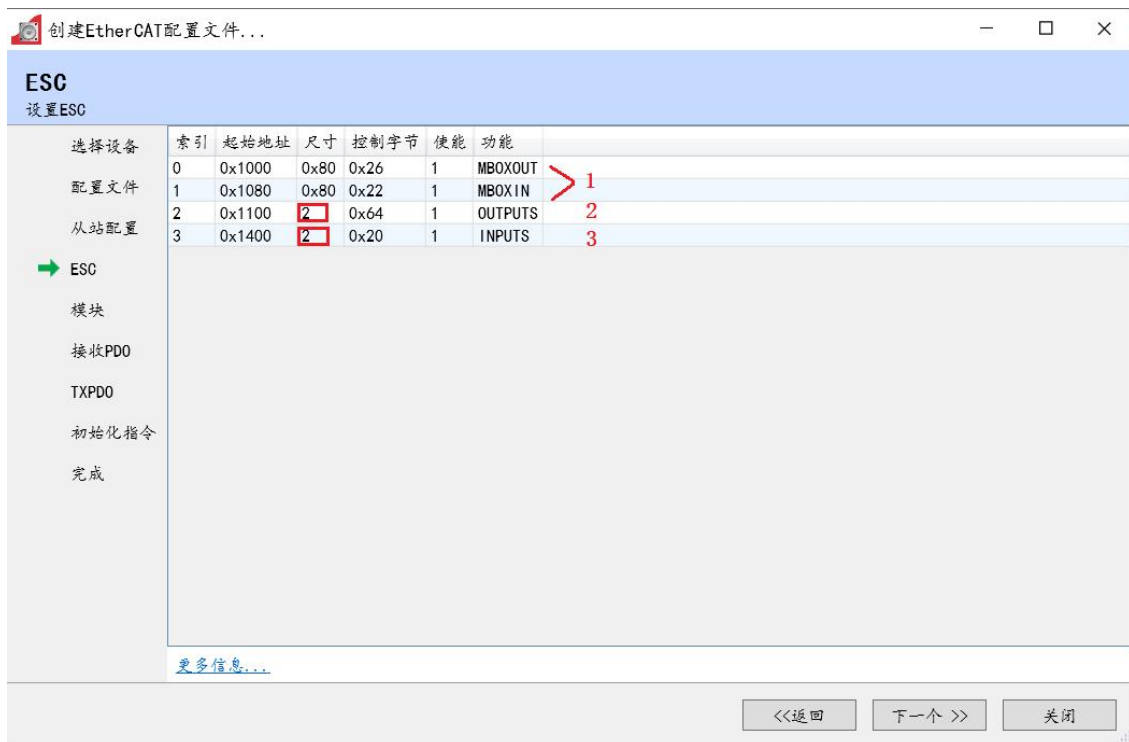 创建EtherCAT配置文件...
ESC
设置ESC
选择设备
配置文件
从站配置
ESC
模块
接收PDO
TXPDO
初始化指令
完成
索引 起始地址 尺寸 控制字节 使能 功能
0 0x1000 0x80 0x26 1 MBOXOUT
1 0x1080 0x80 0x22 1 MBOXIN
1
2 0x1100 2 0x64 1 OUTPUTS 2
3 0x1400 2 0x20 1 INPUTS 3
更多信息...
<<返回 下一个 >> 关闭